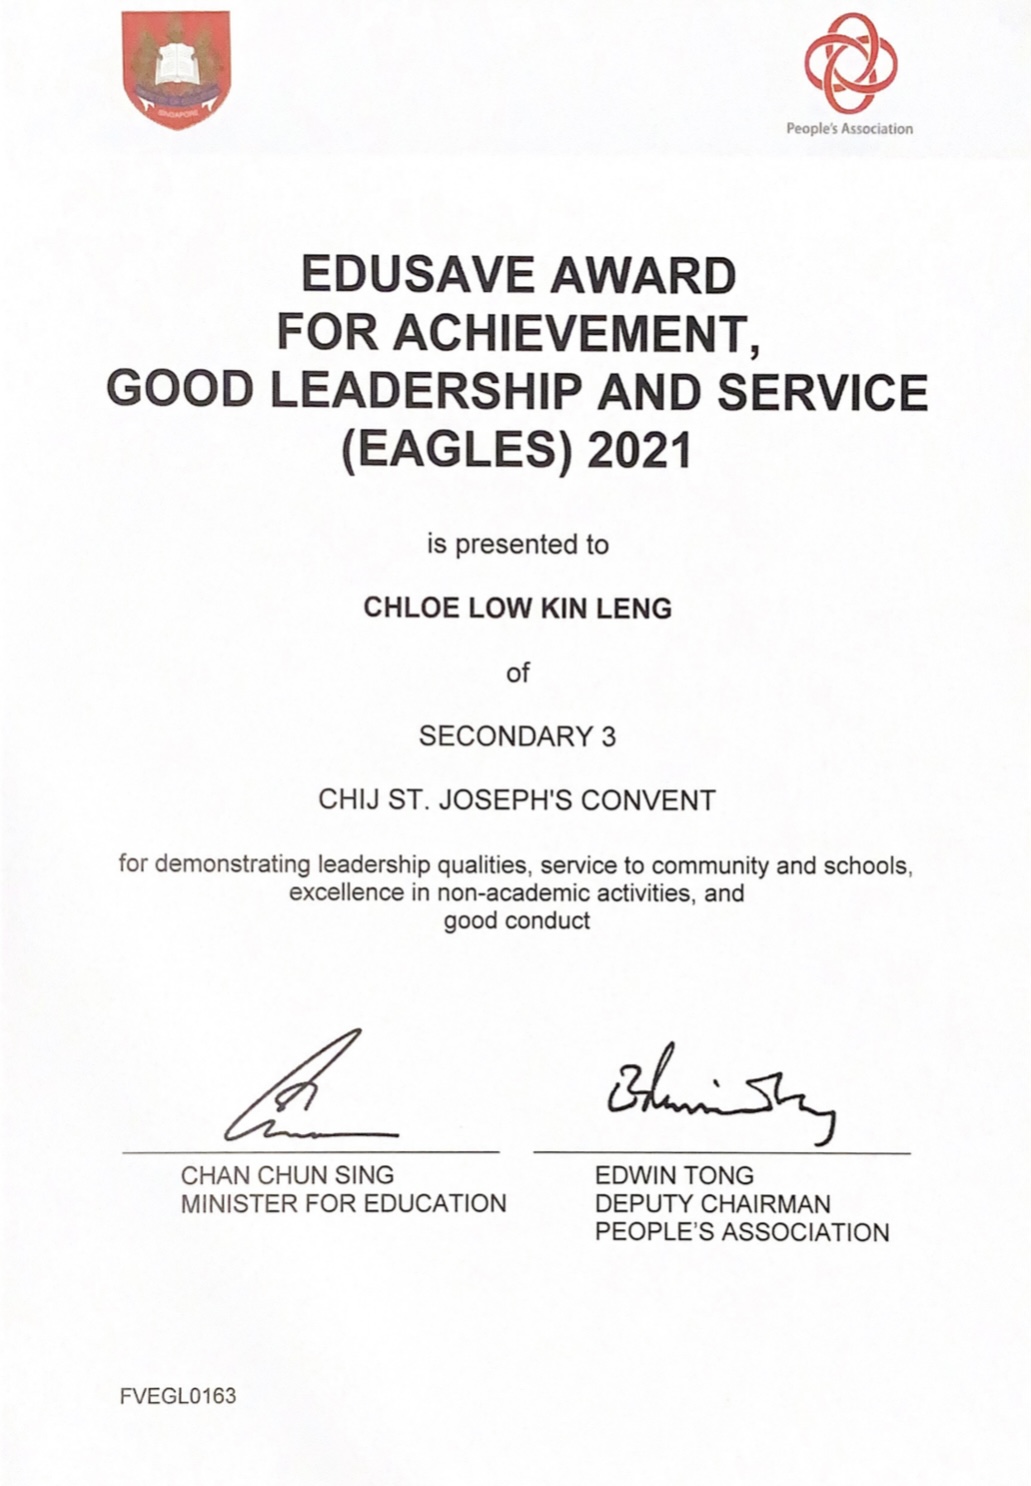 SINGAPORE
People's Association
EDUSAVE AWARD
FOR ACHIEVEMENT,
GOOD LEADERSHIP AND SERVICE
(EAGLES) 2021
is presented to
CHLOE LOW KIN LENG
of
SECONDARY 3
CHIJ ST. JOSEPH'S CONVENT
for demonstrating leadership qualities, service to community and schools,
excellence in non-academic activities, and
good conduct
CHAN CHUN SING
MINISTER FOR EDUCATION
EDWIN TONG
DEPUTY CHAIRMAN
PEOPLE'S ASSOCIATION
FVEGL0163